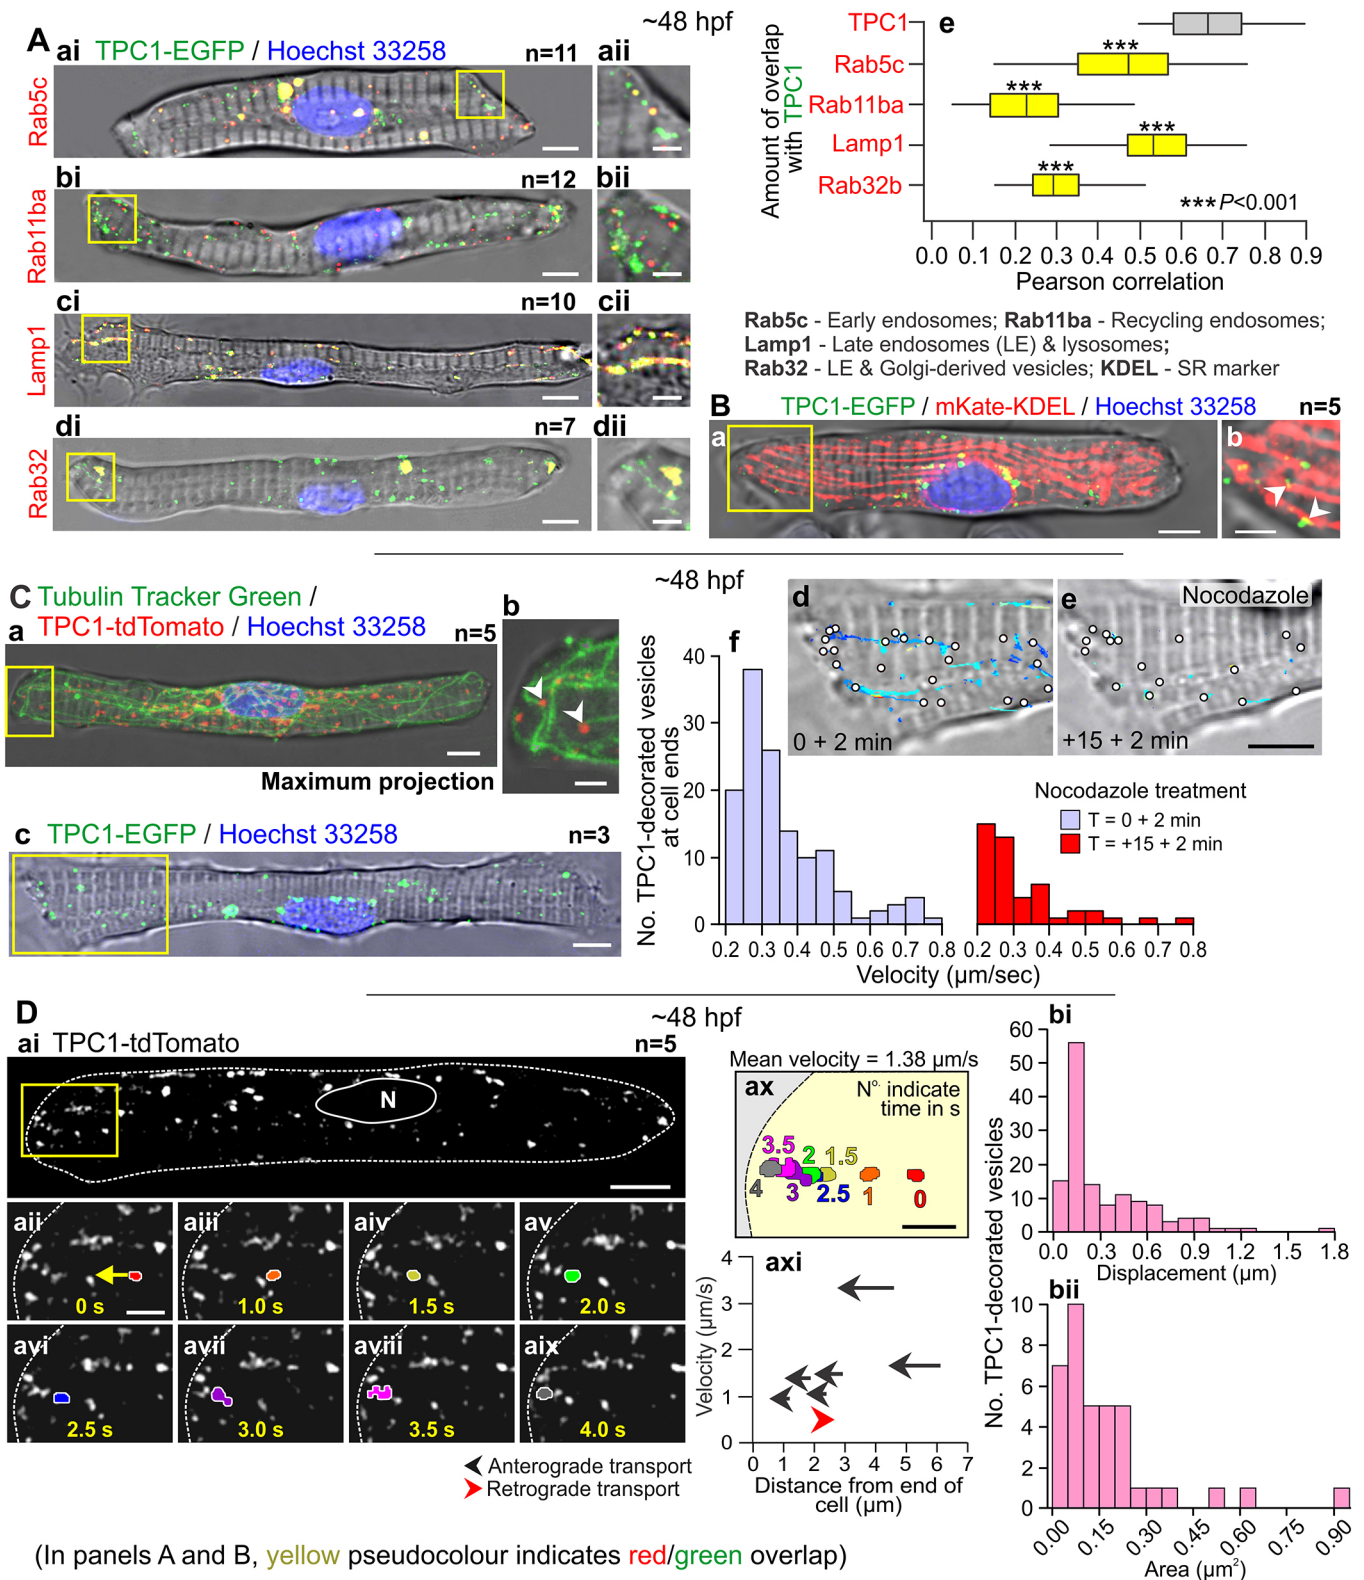 ~48 hpf
A
ai TPC1-EGFP / Hoechst 33258 n=11 aii
Rab5c
bi n=12 bii
Rab11ba
ci n=10 cii
Lamp1
di n=7 dii
Rab32
e
Amount of overlap
with TPC1
TPC1
Rab5c ***
Rab11ba ***
Lamp1 ***
Rab32b ***
***P<0.001
0.0 0.1 0.2 0.3 0.4 0.5 0.6 0.7 0.8 0.9
Pearson correlation
Rab5c - Early endosomes; Rab11ba - Recycling endosomes;
Lamp1 - Late endosomes (LE) & lysosomes;
Rab32 - LE & Golgi-derived vesicles; KDEL - SR marker
B TPC1-EGFP / mKate-KDEL / Hoechst 33258 n=5
a b
~48 hpf
C Tubulin Tracker Green /
a TPC1-tdTomato / Hoechst 33258 n=5 b
Maximum projection
c TPC1-EGFP / Hoechst 33258 n=3
d 0 + 2 min
e Nocodazole
+15 + 2 min
f
No. TPC1-decorated vesicles
at cell ends
40
30
20
10
0
Nocodazole treatment
T = 0 + 2 min
T = +15 + 2 min
0.2 0.3 0.4 0.5 0.6 0.7 0.8 0.2 0.3 0.4 0.5 0.6 0.7 0.8
Velocity (µm/sec)
D
~48 hpf
ai TPC1-tdTomato n=5
N
aii 0 s
aiii 1.0 s
aiv 1.5 s
av 2.0 s
avi 2.5 s
avii 3.0 s
aviii 3.5 s
aix 4.0 s
Anterograde transport
Retrograde transport
Mean velocity = 1.38 µm/s
ax Nº. indicate
time in s
3.5 2 1.5
4 3 2.5 1 0
axi
Velocity (µm/s)
4
3
2
1
0
0 1 2 3 4 5 6 7
Distance from end of
cell (µm)
bi
No. TPC1-decorated vesicles
60
50
40
30
20
10
0
0.0 0.3 0.6 0.9 1.2 1.5 1.8
Displacement (µm)
bii
10
8
6
4
2
0
0.00 0.15 0.30 0.45 0.60 0.75 0.90
Area (µm²)
(In panels A and B, yellow pseudocolour indicates red/green overlap)